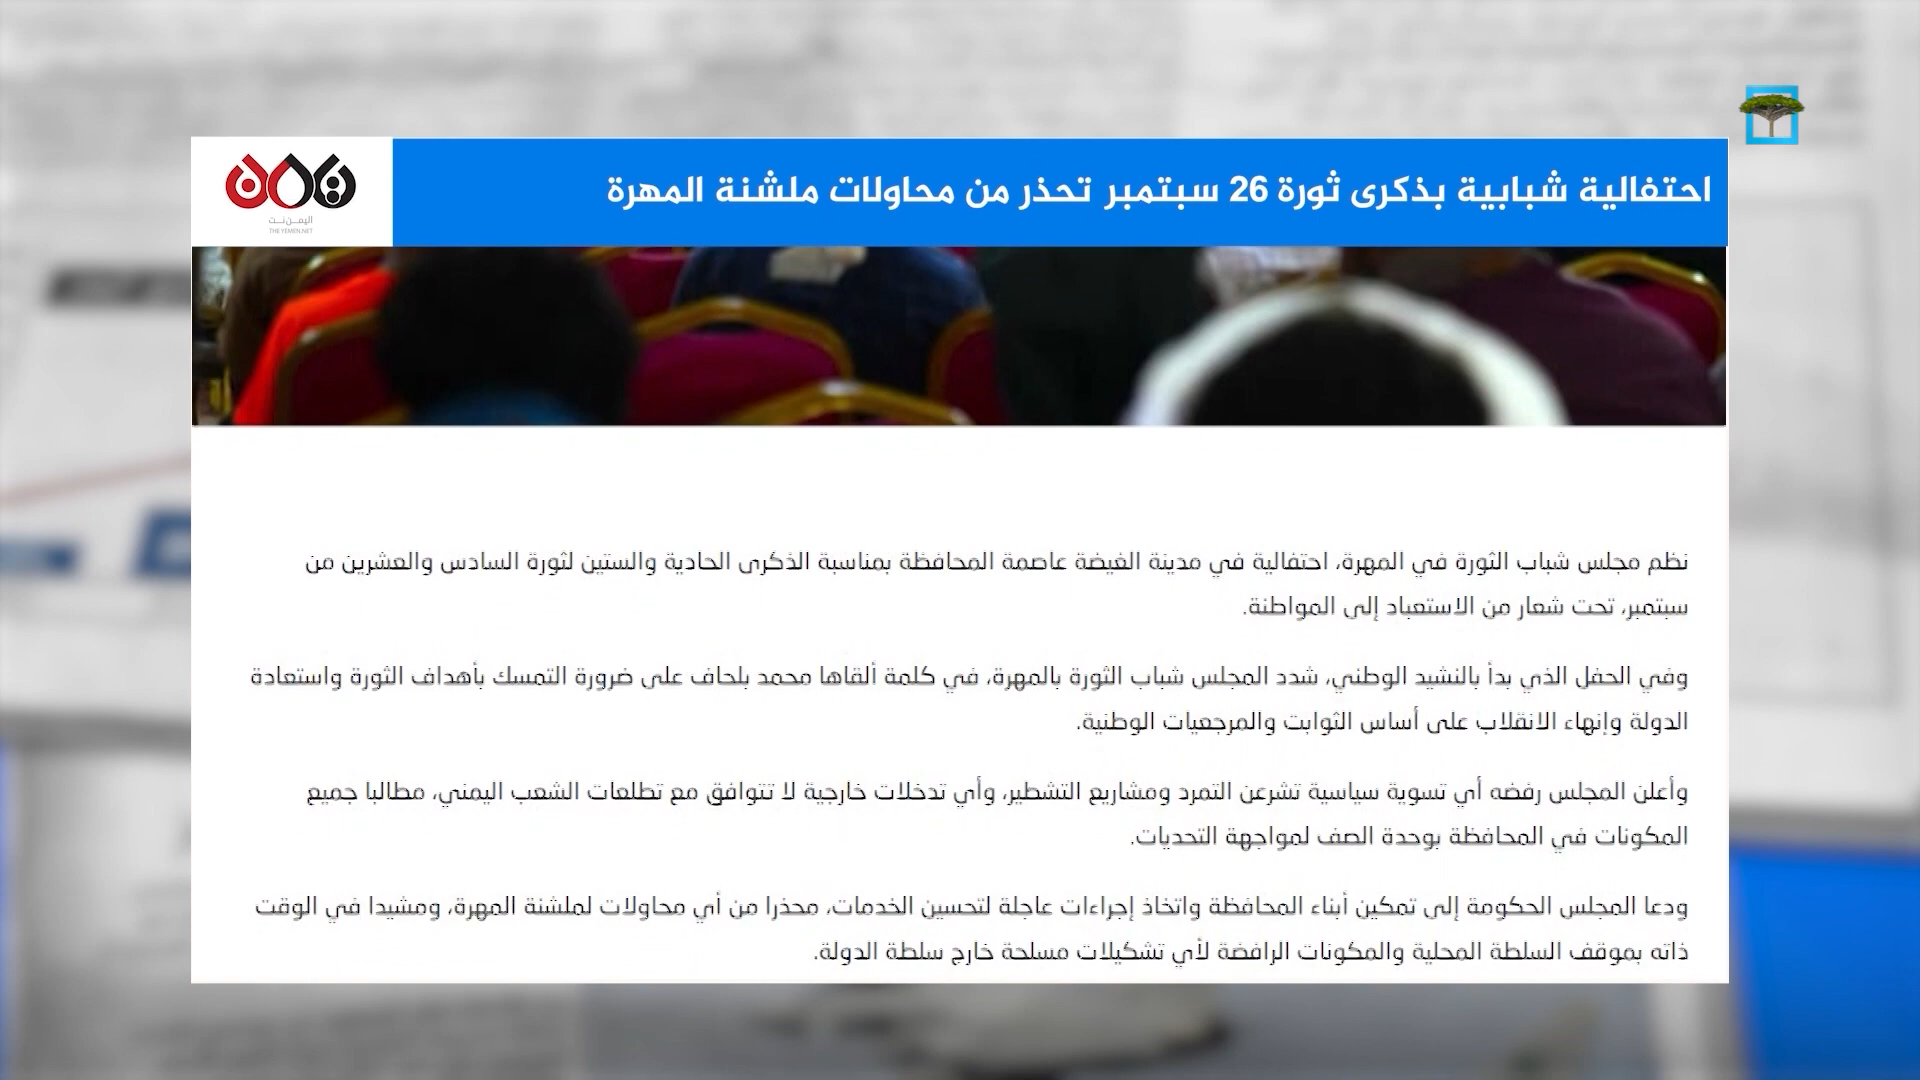 احتفالية شبابية بذكرى ثورة 26 سبتمبر تحذر من محاولات ملشنة المهرة
اليمن نت
THE YEMEN.NET
نظم مجلس شباب الثورة في المهرة، احتفالية في مدينة الغيضة عاصمة المحافظة بمناسبة الذكرى الحادية والستين لثورة السادس والعشرين من
سبتمبر، تحت شعار من الاستعباد إلى المواطنة.
وفي الحفل الذي بدأ بالنشيد الوطني، شدد المجلس شباب الثورة بالمهرة، في كلمة ألقاها محمد بلحاف على ضرورة التمسك بأهداف الثورة واستعادة
الدولة وإنهاء الانقلاب على أساس الثوابت والمرجعيات الوطنية.
وأعلن المجلس رفضه أي تسوية سياسية تشرعن التمرد ومشاريع التشطير، وأي تدخلات خارجية لا تتوافق مع تطلعات الشعب اليمني، مطالبا جميع
المكونات في المحافظة بوحدة الصف لمواجهة التحديات.
ودعا المجلس الحكومة إلى تمكين أبناء المحافظة واتخاذ إجراءات عاجلة لتحسين الخدمات، محذرا من أي محاولات لملشنة المهرة، ومشيدا في الوقت
ذاته بموقف السلطة المحلية والمكونات الرافضة لأي تشكيلات مسلحة خارج سلطة الدولة.